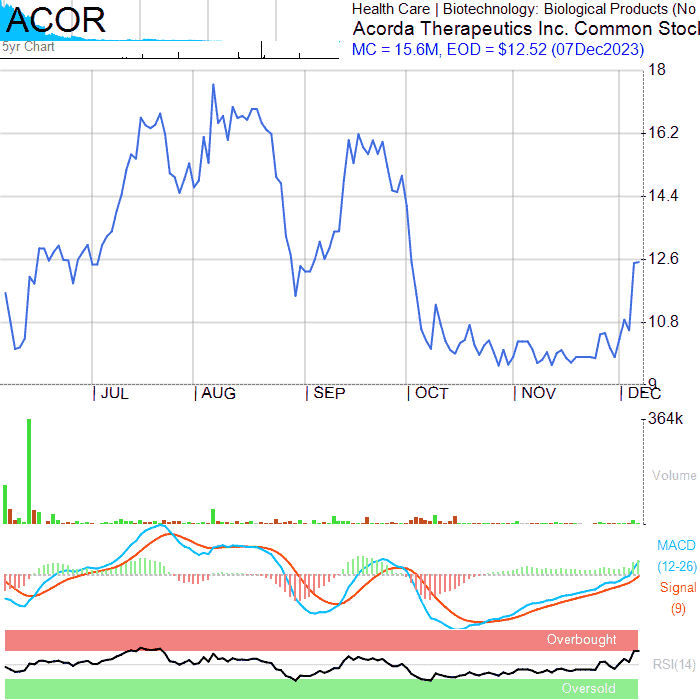 ACOR
5yr Chart
Health Care | Biotechnology: Biological Products (No
Acorda Therapeutics Inc. Common Stoc
MC = 15.6M, EOD = $12.52 (07Dec2023)
18
16.2
14.4
12.6
10.8
9
JUL AUG SEP OCT NOV DEC
364k
Volume
MACD
(12-26)
Signal
(9)
Overbought
RSI(14)
Oversold